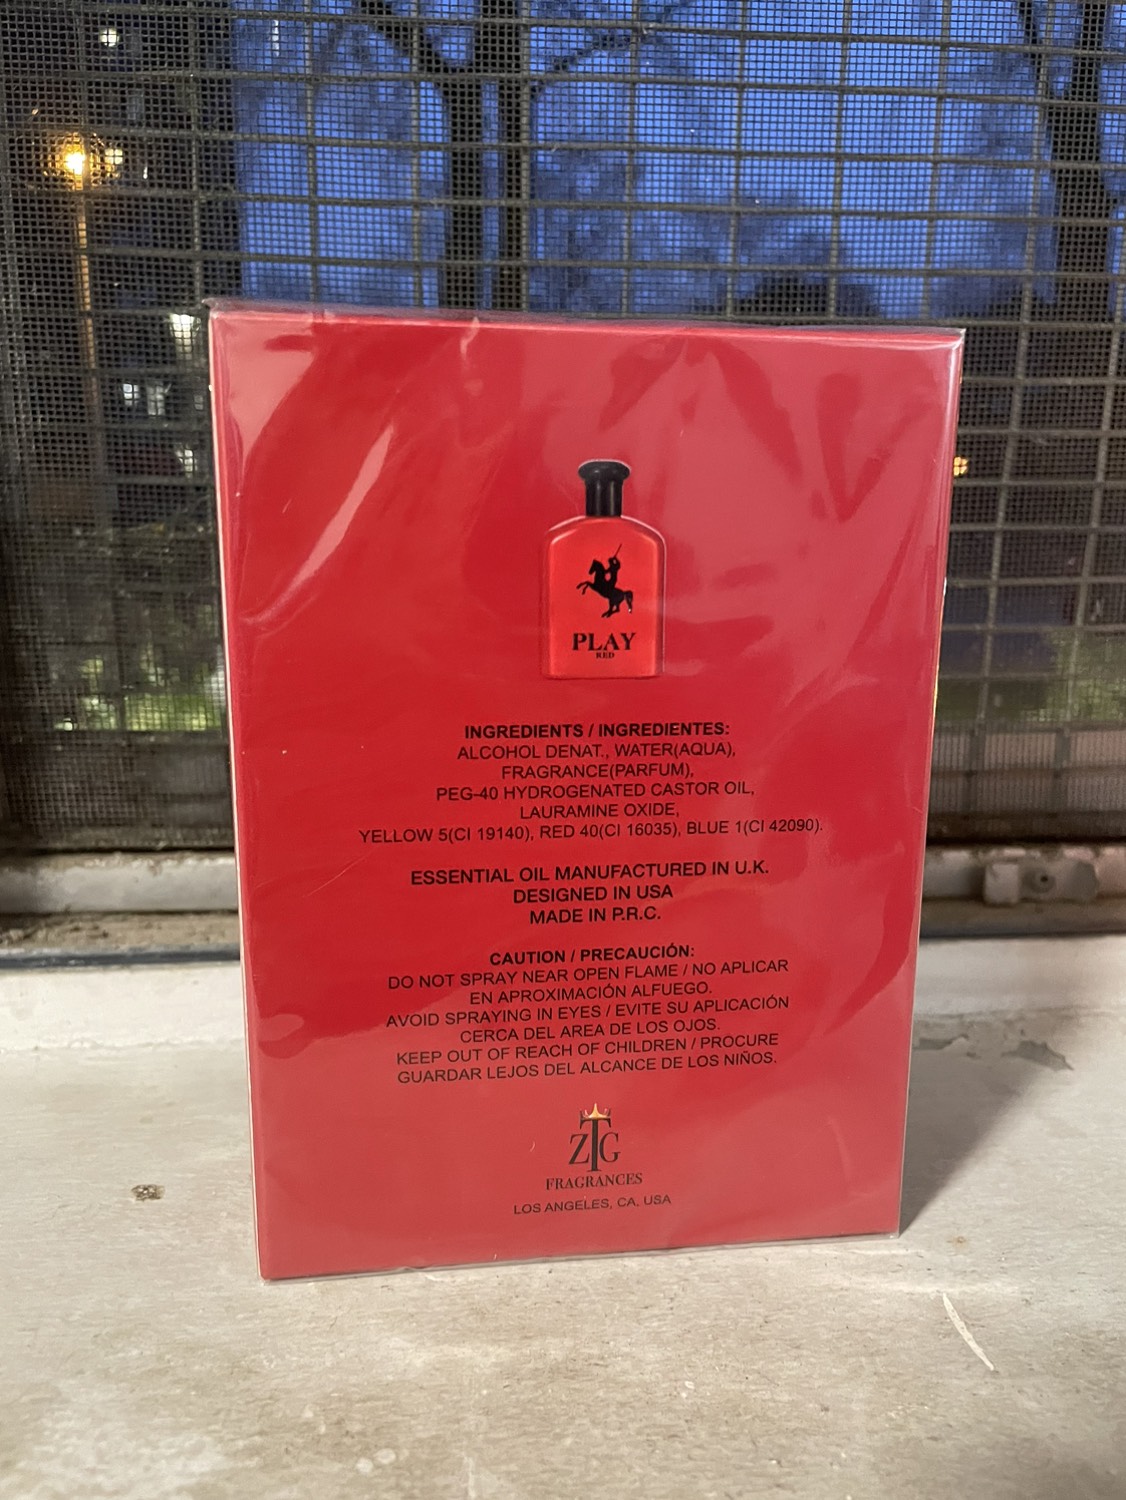 PLAY
RED
INGREDIENTS / INGREDIENTES:
ALCOHOL DENAT., WATER(AQUA),
FRAGRANCE(PARFUM),
PEG-40 HYDROGENATED CASTOR OIL,
LAURAMINE OXIDE,
YELLOW 5(CI 19140), RED 40(CI 16035), BLUE 1(CI 42090).
ESSENTIAL OIL MANUFACTURED IN U.K.
DESIGNED IN USA
MADE IN P.R.C.
CAUTION / PRECAUCIÓN:
DO NOT SPRAY NEAR OPEN FLAME / NO APLICAR
EN APROXIMACIÓN ALFUEGO.
AVOID SPRAYING IN EYES / EVITE SU APLICACIÓN
CERCA DEL AREA DE LOS OJOS.
KEEP OUT OF REACH OF CHILDREN / PROCURE
GUARDAR LEJOS DEL ALCANCE DE LOS NIÑOS.
ZTG
FRAGRANCES
LOS ANGELES, CA. USA